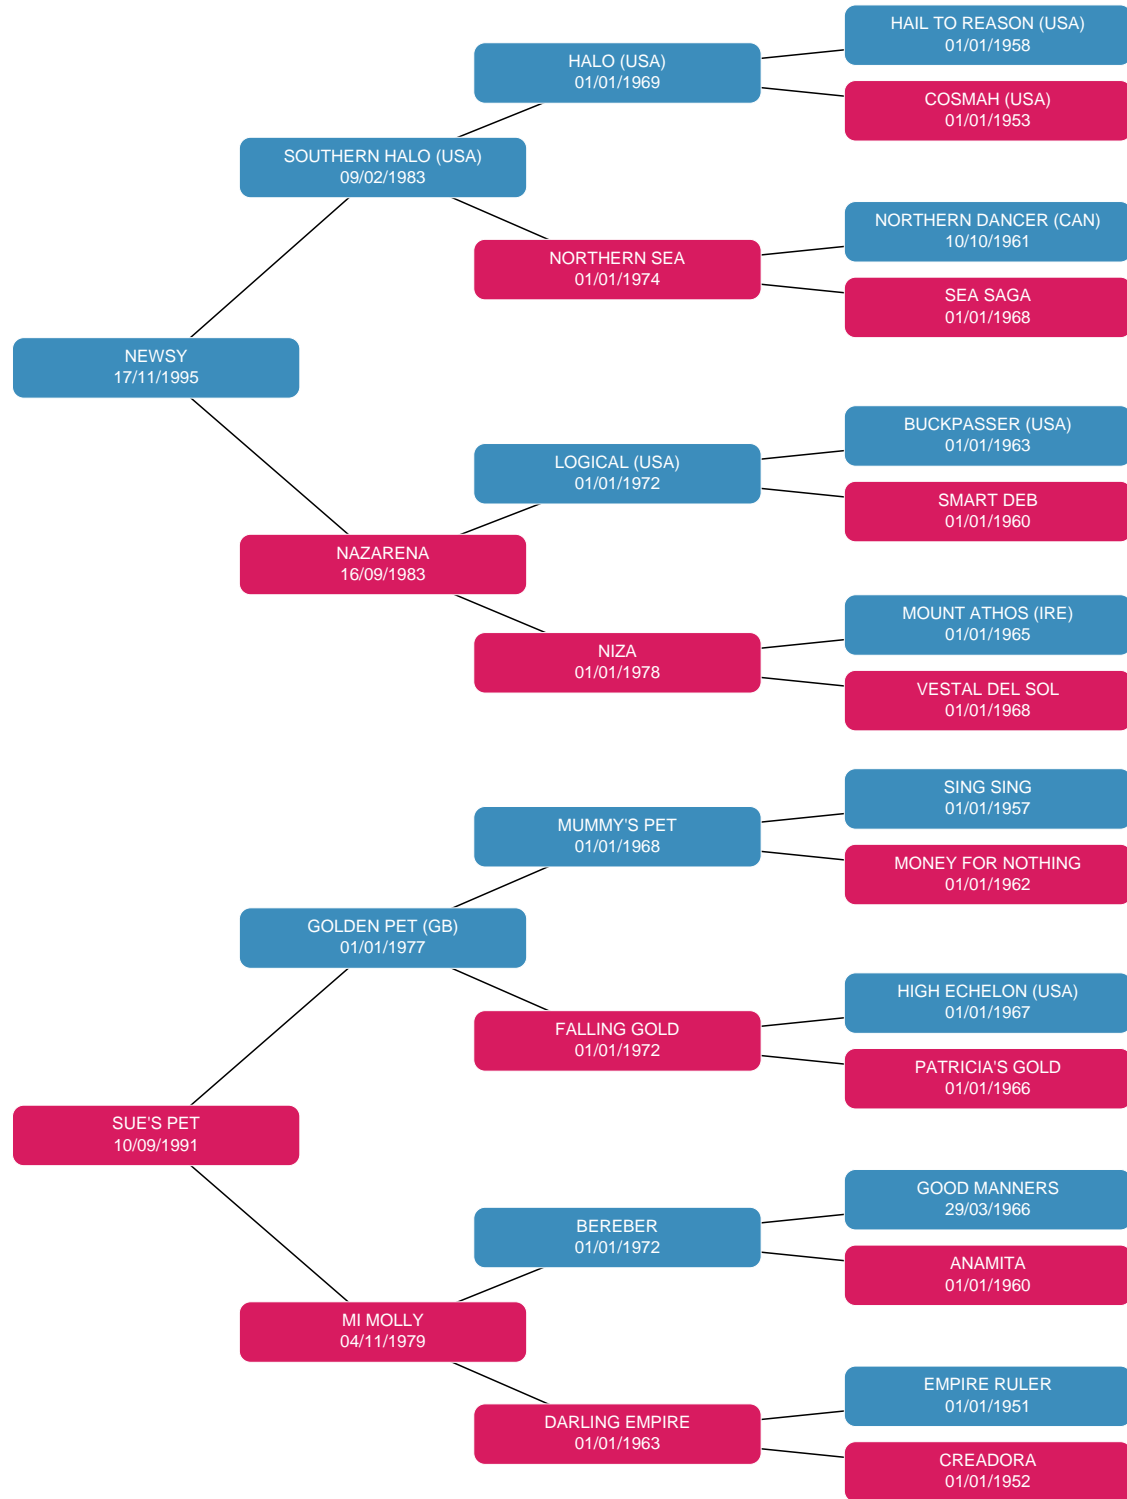 HAIL TO REASON (USA)
01/01/1958
HALO (USA)
01/01/1969
COSMAH (USA)
01/01/1953
SOUTHERN HALO (USA)
09/02/1983
NORTHERN DANCER (CAN)
10/10/1961
NORTHERN SEA
01/01/1974
SEA SAGA
01/01/1968
NEWSY
17/11/1995
BUCKPASSER (USA)
01/01/1963
LOGICAL (USA)
01/01/1972
SMART DEB
01/01/1960
NAZARENA
16/09/1983
MOUNT ATHOS (IRE)
01/01/1965
NIZA
01/01/1978
VESTAL DEL SOL
01/01/1968
SING SING
01/01/1957
MUMMY'S PET
01/01/1968
MONEY FOR NOTHING
01/01/1962
GOLDEN PET (GB)
01/01/1977
HIGH ECHELON (USA)
01/01/1967
FALLING GOLD
01/01/1972
PATRICIA'S GOLD
01/01/1966
SUE'S PET
10/09/1991
GOOD MANNERS
29/03/1966
BEREBER
01/01/1972
ANAMITA
01/01/1960
MI MOLLY
04/11/1979
EMPIRE RULER
01/01/1951
DARLING EMPIRE
01/01/1963
CREADORA
01/01/1952